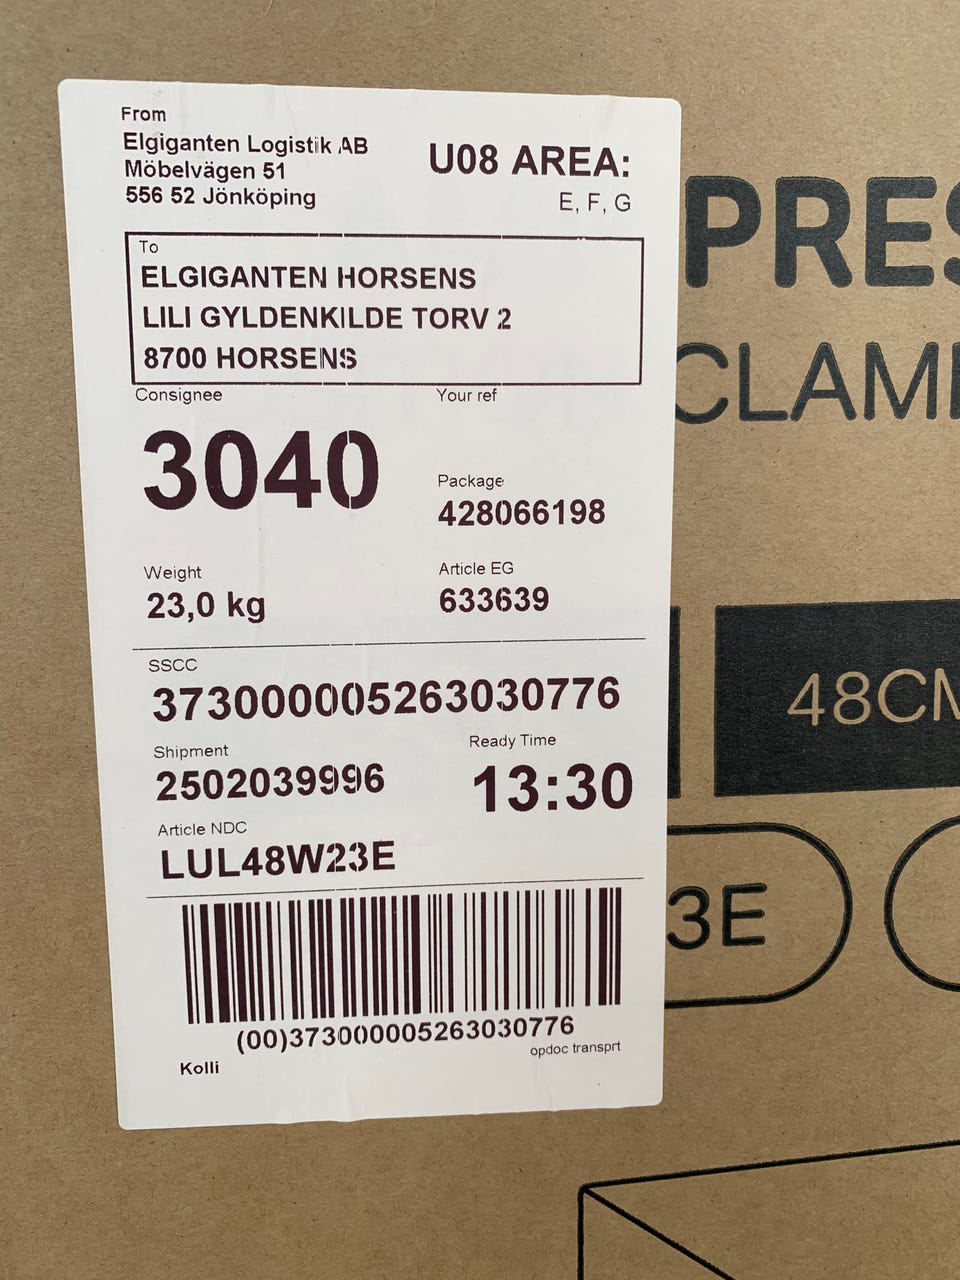 From
Elgiganten Logistik AB
Möbelvägen 51
556 52 Jönköping
U08 AREA:
E, F, G
To
ELGIGANTEN HORSENS
LILI GYLDENKILDE TORV 2
8700 HORSENS
Consignee
Your ref
3040
Package
428066198
Weight
23,0 kg
Article EG
633639
SSCC
373000005263030776
Shipment
2502039996
Ready Time
13:30
Article NDC
LUL48W23E
(00)373000005263030776
opdoc transprt
Kolli
PRES
CLAM
48CM
3E